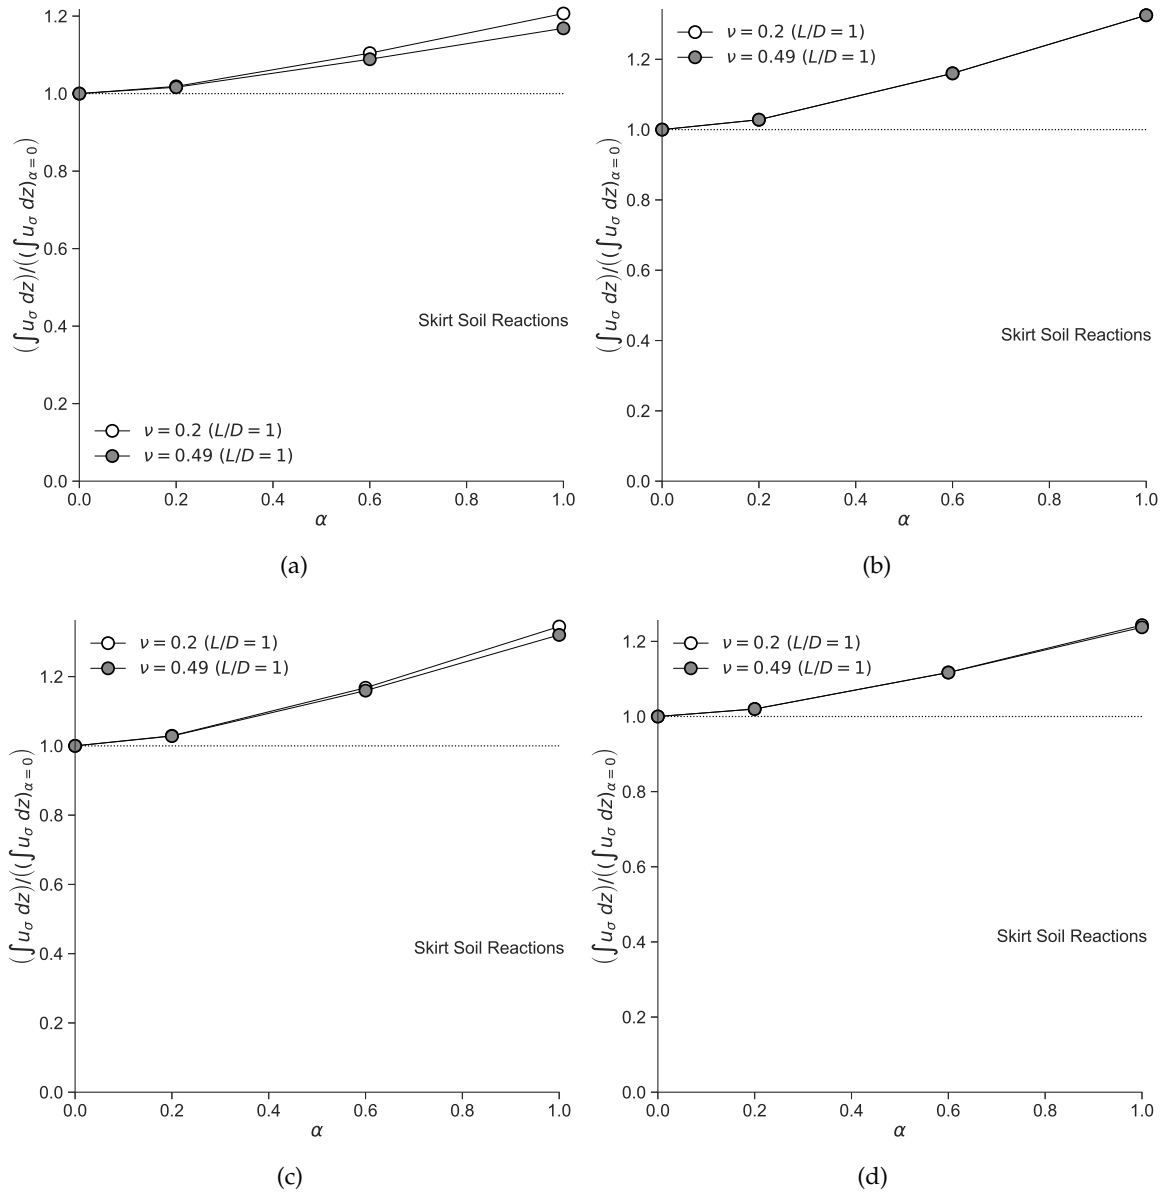 1.2
1.0
0.8
0.6
0.4
0.2
0.0
(∫u_σ dz)/((∫u_σ dz)_{α=0})
Skirt Soil Reactions
ν = 0.2 (L/D = 1)
ν = 0.49 (L/D = 1)
0.0 0.2 0.4 0.6 0.8 1.0
α
(a)
ν = 0.2 (L/D = 1)
ν = 0.49 (L/D = 1)
1.2
1.0
0.8
0.6
0.4
0.2
0.0
(∫u_σ dz)/((∫u_σ dz)_{α=0})
Skirt Soil Reactions
0.0 0.2 0.4 0.6 0.8 1.0
α
(b)
ν = 0.2 (L/D = 1)
ν = 0.49 (L/D = 1)
1.2
1.0
0.8
0.6
0.4
0.2
0.0
(∫u_σ dz)/((∫u_σ dz)_{α=0})
Skirt Soil Reactions
0.0 0.2 0.4 0.6 0.8 1.0
α
(c)
ν = 0.2 (L/D = 1)
ν = 0.49 (L/D = 1)
1.2
1.0
0.8
0.6
0.4
0.2
0.0
(∫u_σ dz)/((∫u_σ dz)_{α=0})
Skirt Soil Reactions
0.0 0.2 0.4 0.6 0.8 1.0
α
(d)